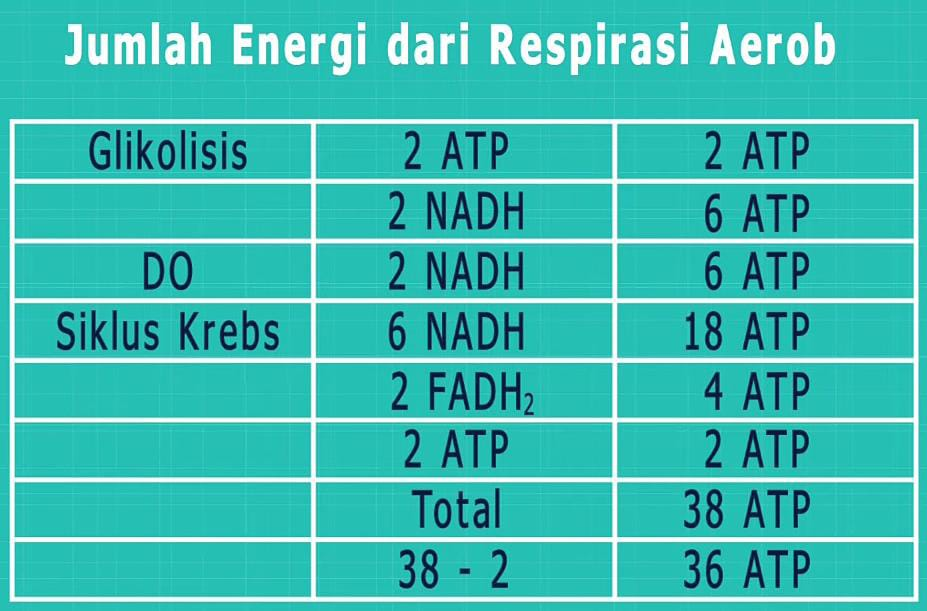 Jumlah Energi dari Respirasi Aerob
Glikolisis 2 ATP 2 ATP
2 NADH 6 ATP
DO 2 NADH 6 ATP
Siklus Krebs 6 NADH 18 ATP
2 FADH₂ 4 ATP
2 ATP 2 ATP
Total 38 ATP
38 - 2 36 ATP